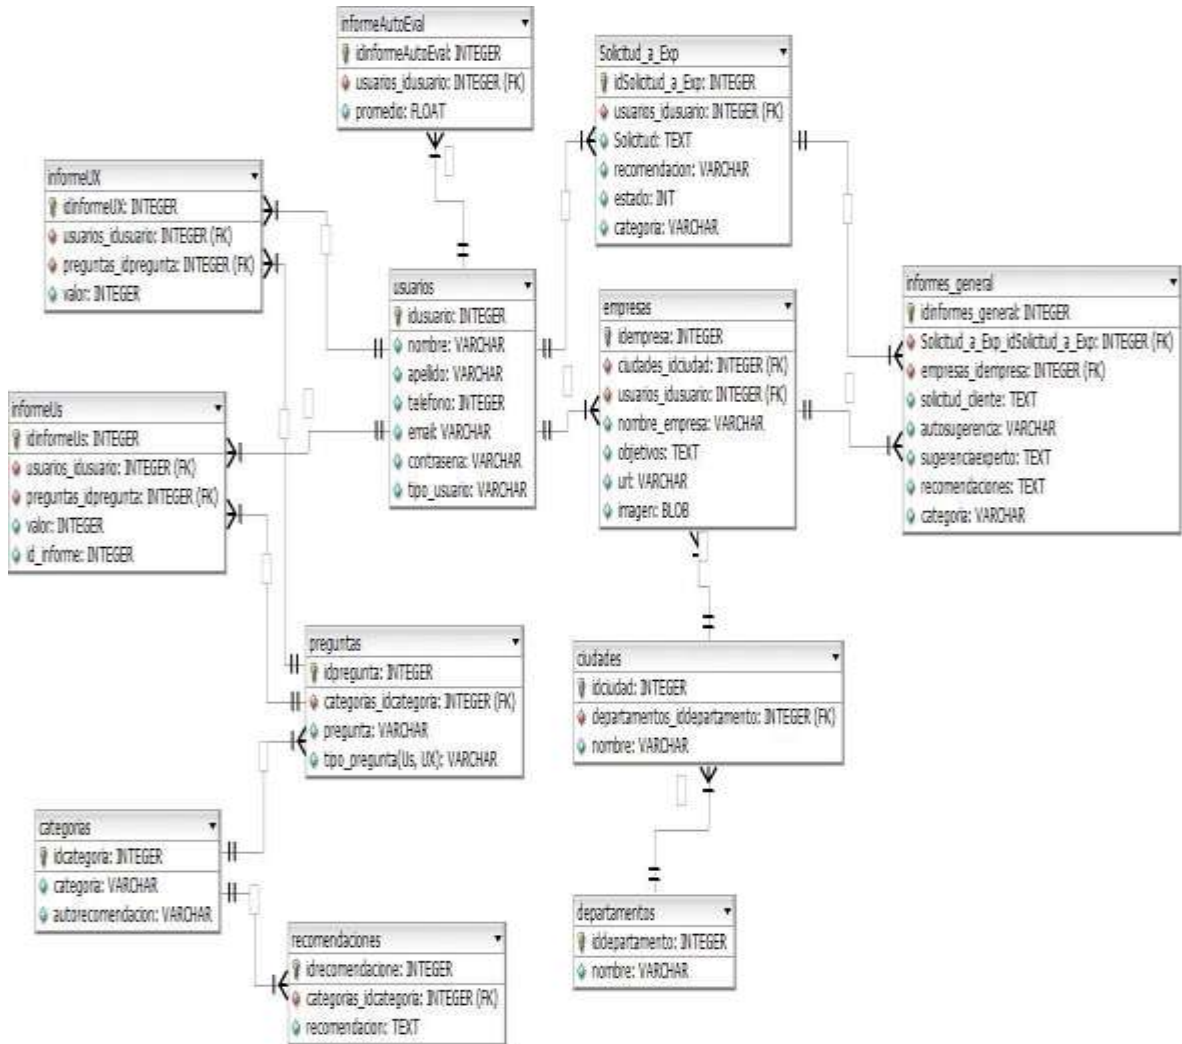 informeAutoEval
idinformeAutoEval: INTEGER
usuarios_idusuario: INTEGER (FK)
promedio: FLOAT
Solicitud_a_Exp
idSolicitud_a_Exp: INTEGER
usuarios_idusuario: INTEGER (FK)
Solicitud: TEXT
recomendacion: VARCHAR
estado: INT
categoria: VARCHAR
informeUX
idinformeUX: INTEGER
usuarios_idusuario: INTEGER (FK)
preguntas_idpregunta: INTEGER (FK)
valor: INTEGER
usuarios
idusuario: INTEGER
nombre: VARCHAR
apellido: VARCHAR
telefono: INTEGER
email: VARCHAR
contrasena: VARCHAR
tipo_usuario: VARCHAR
empresas
idempresa: INTEGER
ciudades_idciudad: INTEGER (FK)
usuarios_idusuario: INTEGER (FK)
nombre_empresa: VARCHAR
objetivos: TEXT
url: VARCHAR
imagen: BLOB
informes_general
idinformes_general: INTEGER
Solicitud_a_Exp_idSolicitud_a_Exp: INTEGER (FK)
empresas_idempresa: INTEGER (FK)
solicitud_cliente: TEXT
autosugerencia: VARCHAR
sugerenciaexperto: TEXT
recomendaciones: TEXT
categoria: VARCHAR
informeUs
idinformeUs: INTEGER
usuarios_idusuario: INTEGER (FK)
preguntas_idpregunta: INTEGER (FK)
valor: INTEGER
id_informe: INTEGER
preguntas
idpregunta: INTEGER
categorias_idcategoria: INTEGER (FK)
pregunta: VARCHAR
tipo_pregunta(Us, UX): VARCHAR
ciudades
idciudad: INTEGER
departamentos_iddepartamento: INTEGER (FK)
nombre: VARCHAR
categorias
idcategoria: INTEGER
categoria: VARCHAR
autorecomendacion: VARCHAR
recomendaciones
idrecomendacione: INTEGER
categorias_idcategoria: INTEGER (FK)
recomendacion: TEXT
departamentos
iddepartamento: INTEGER
nombre: VARCHAR